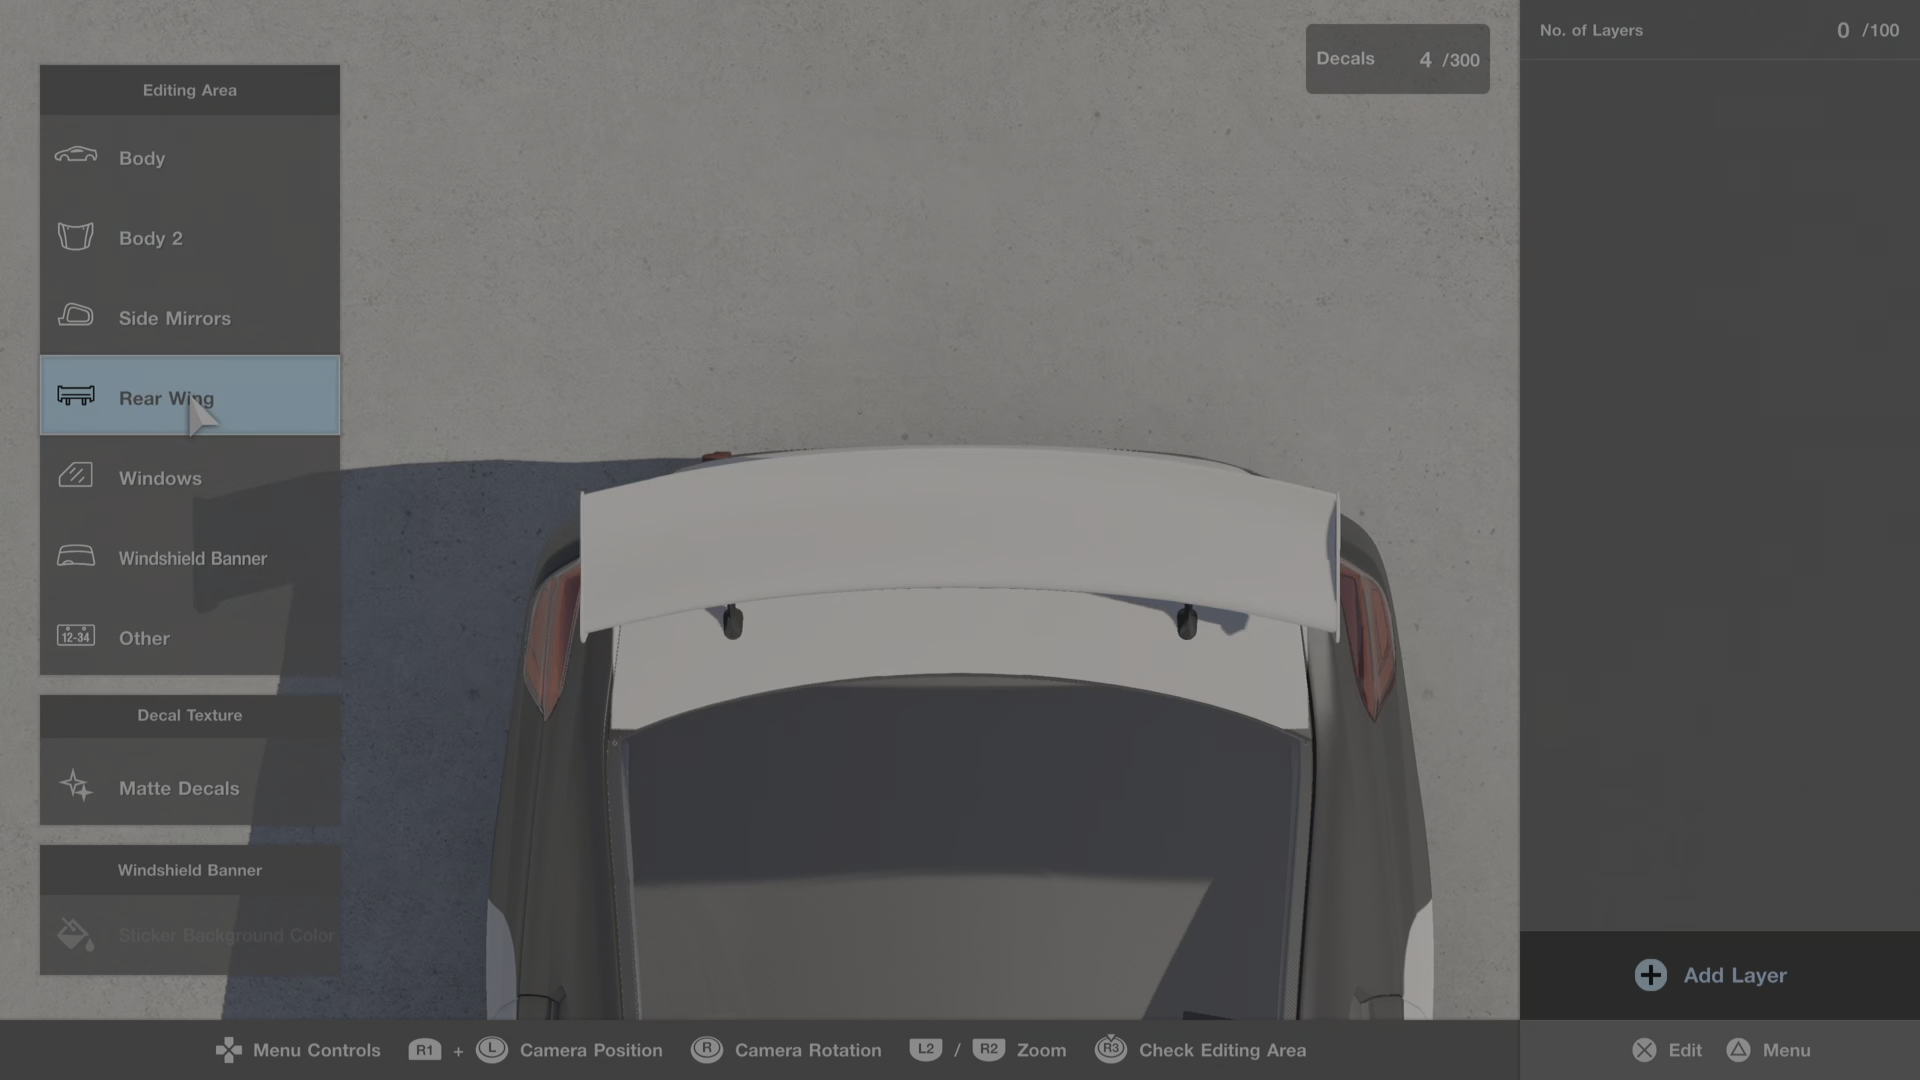 Editing Area
Body
Body 2
Side Mirrors
Rear Wing
Windows
Windshield Banner
12-34
Other
Decal Texture
Matte Decals
Windshield Banner
Sticker Background Color
Decals 4 /300
No. of Layers 0 /100
Add Layer
Menu Controls R1 + L Camera Position R Camera Rotation L2 / R2 Zoom R3 Check Editing Area
Edit Menu